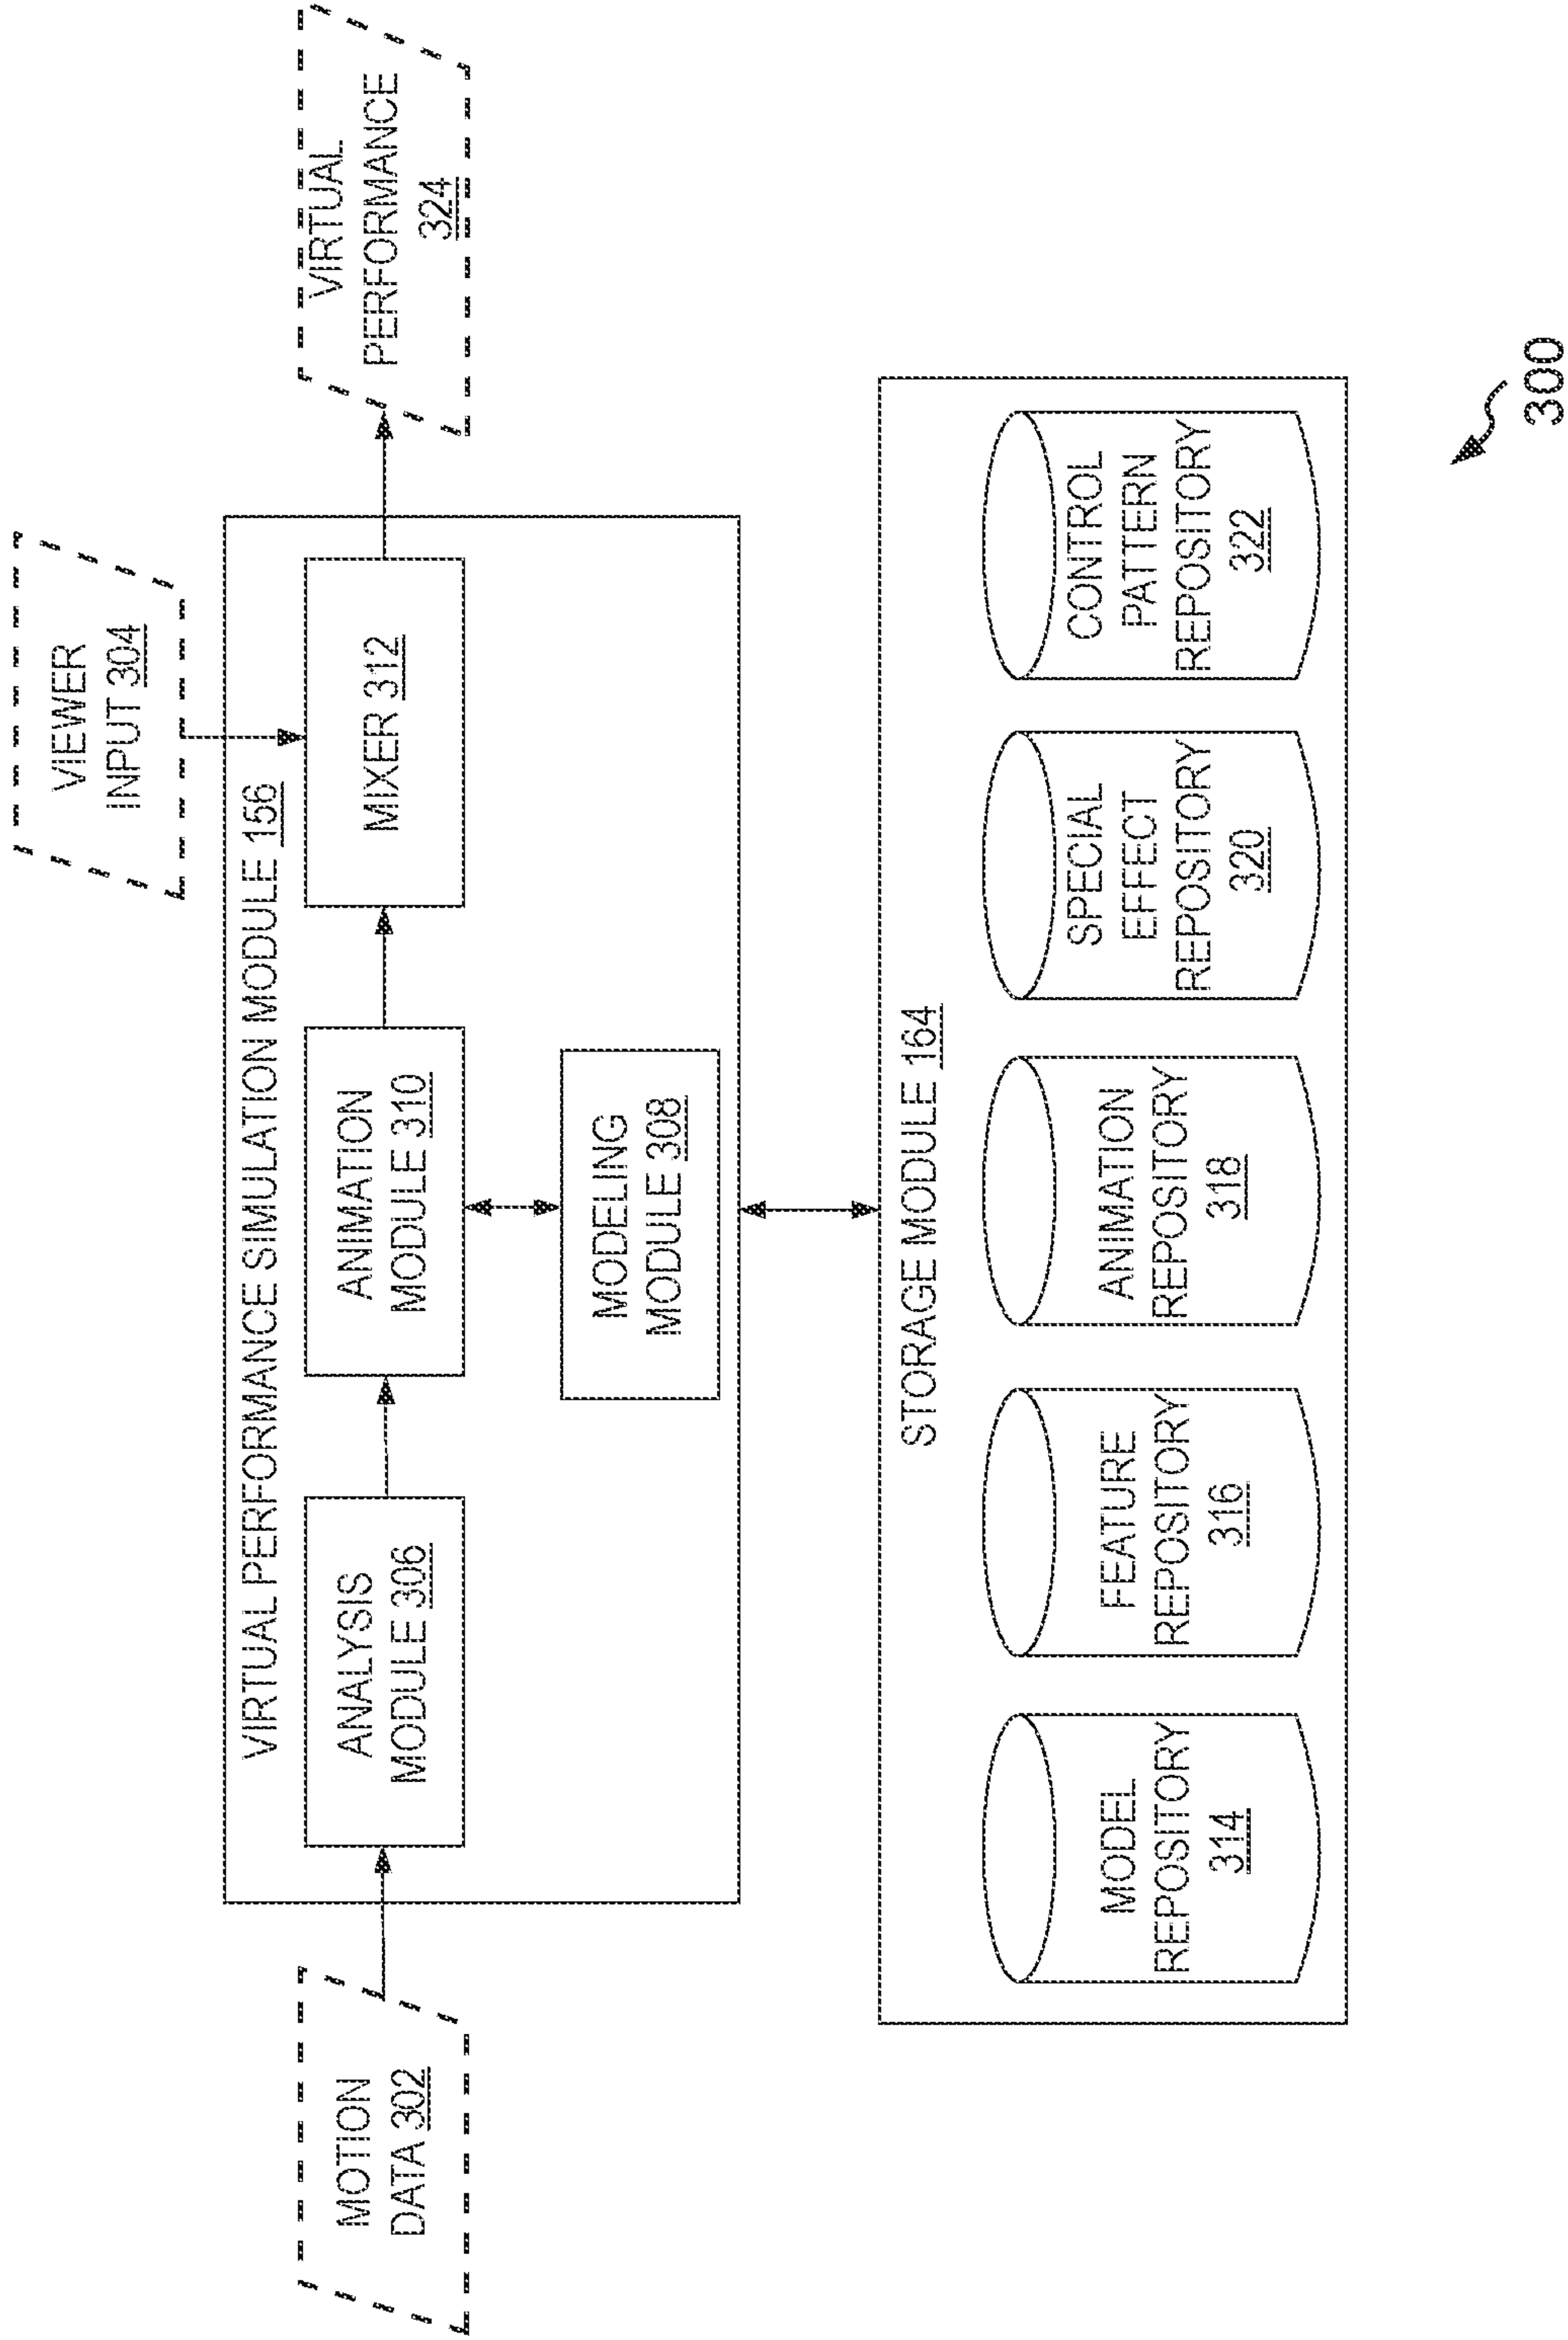 VIEWER
INPUT 304
MOTION
DATA 302
VIRTUAL PERFORMANCE SIMULATION MODULE 156
ANALYSIS
MODULE 306
ANIMATION
MODULE 310
MIXER 312
VIRTUAL
PERFORMANCE
324
MODELING
MODULE 308
STORAGE MODULE 164
MODEL
REPOSITORY
314
FEATURE
REPOSITORY
316
ANIMATION
REPOSITORY
318
SPECIAL
EFFECT
REPOSITORY
320
CONTROL
PATTERN
REPOSITORY
322
300